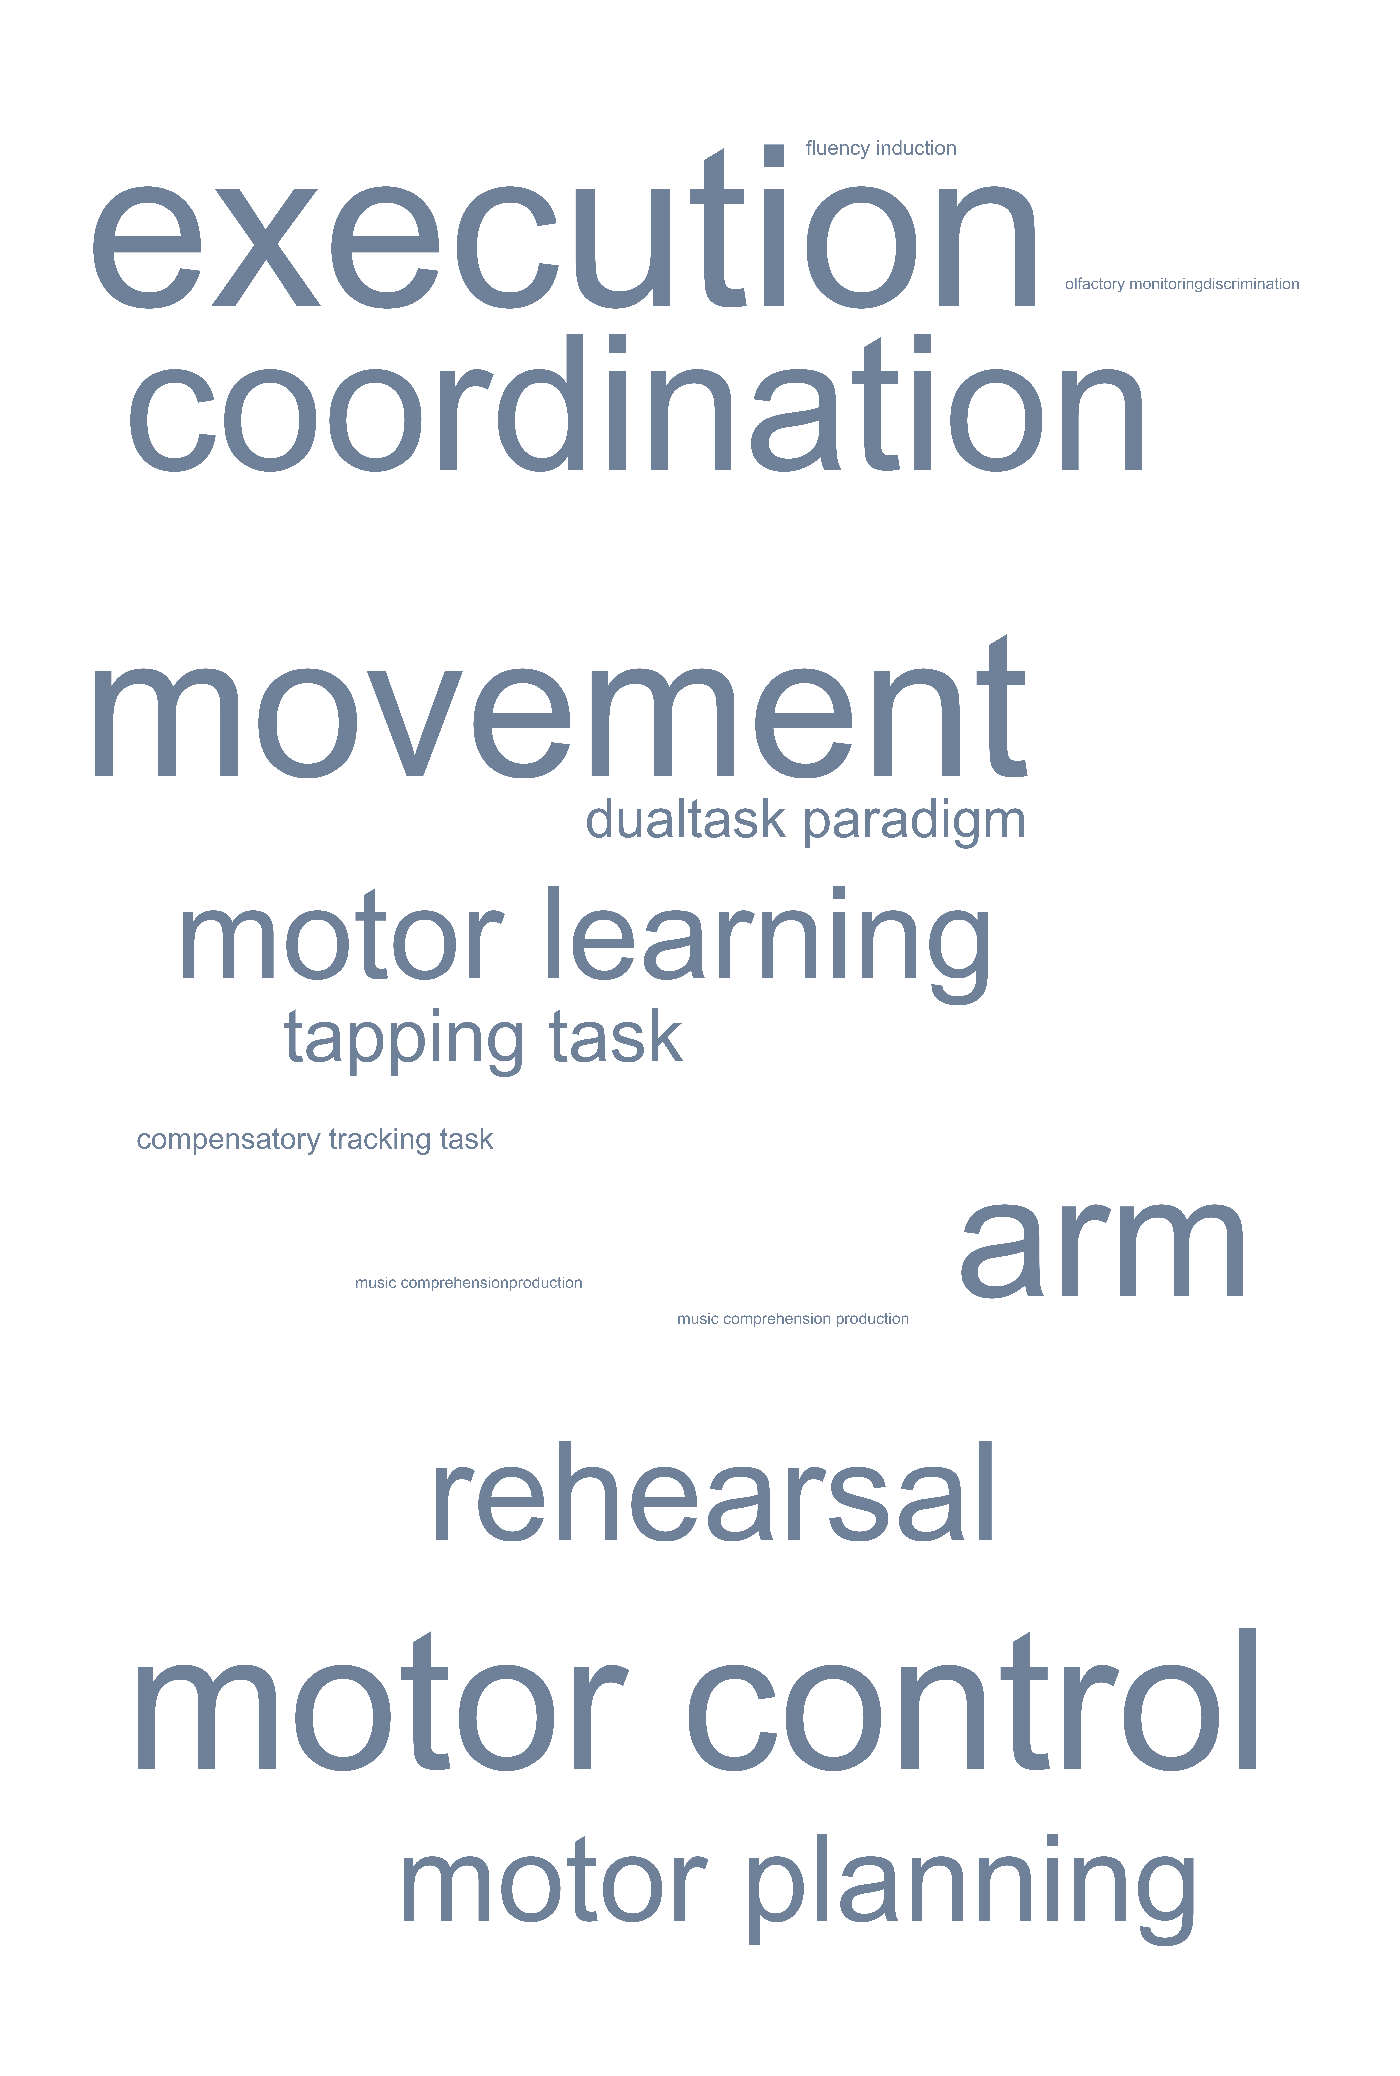 fluency induction
execution
olfactory monitoringdiscrimination
coordination
movement
dualtask paradigm
motor learning
tapping task
compensatory tracking task
arm
music comprehensionproduction
music comprehension production
rehearsal
motor control
motor planning